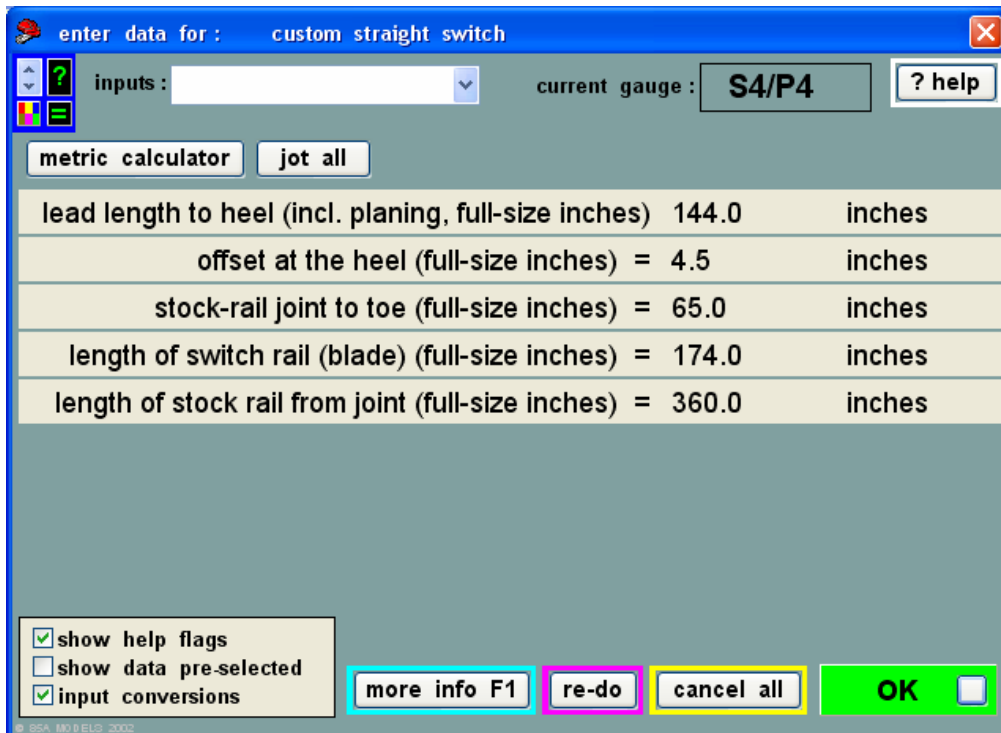 enter data for : custom straight switch
? inputs : current gauge : S4/P4 ? help
=
metric calculator jot all
lead length to heel (incl. planing, full-size inches) 144.0 inches
offset at the heel (full-size inches) = 4.5 inches
stock-rail joint to toe (full-size inches) = 65.0 inches
length of switch rail (blade) (full-size inches) = 174.0 inches
length of stock rail from joint (full-size inches) = 360.0 inches
show help flags
show data pre-selected
input conversions
more info F1 re-do cancel all OK
© BSA MODELS 2002